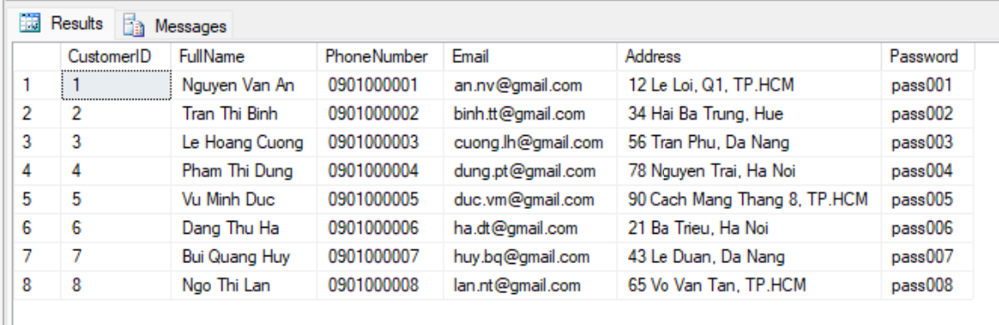 Results Messages
CustomerID FullName PhoneNumber Email Address Password
1 1 Nguyen Van An 0901000001 an.nv@gmail.com 12 Le Loi, Q1, TP.HCM pass001
2 2 Tran Thi Binh 0901000002 binh.tt@gmail.com 34 Hai Ba Trung, Hue pass002
3 3 Le Hoang Cuong 0901000003 cuong.lh@gmail.com 56 Tran Phu, Da Nang pass003
4 4 Pham Thi Dung 0901000004 dung.pt@gmail.com 78 Nguyen Trai, Ha Noi pass004
5 5 Vu Minh Duc 0901000005 duc.vm@gmail.com 90 Cach Mang Thang 8, TP.HCM pass005
6 6 Dang Thu Ha 0901000006 ha.dt@gmail.com 21 Ba Trieu, Ha Noi pass006
7 7 Bui Quang Huy 0901000007 huy.bq@gmail.com 43 Le Duan, Da Nang pass007
8 8 Ngo Thi Lan 0901000008 lan.nt@gmail.com 65 Vo Van Tan, TP.HCM pass008